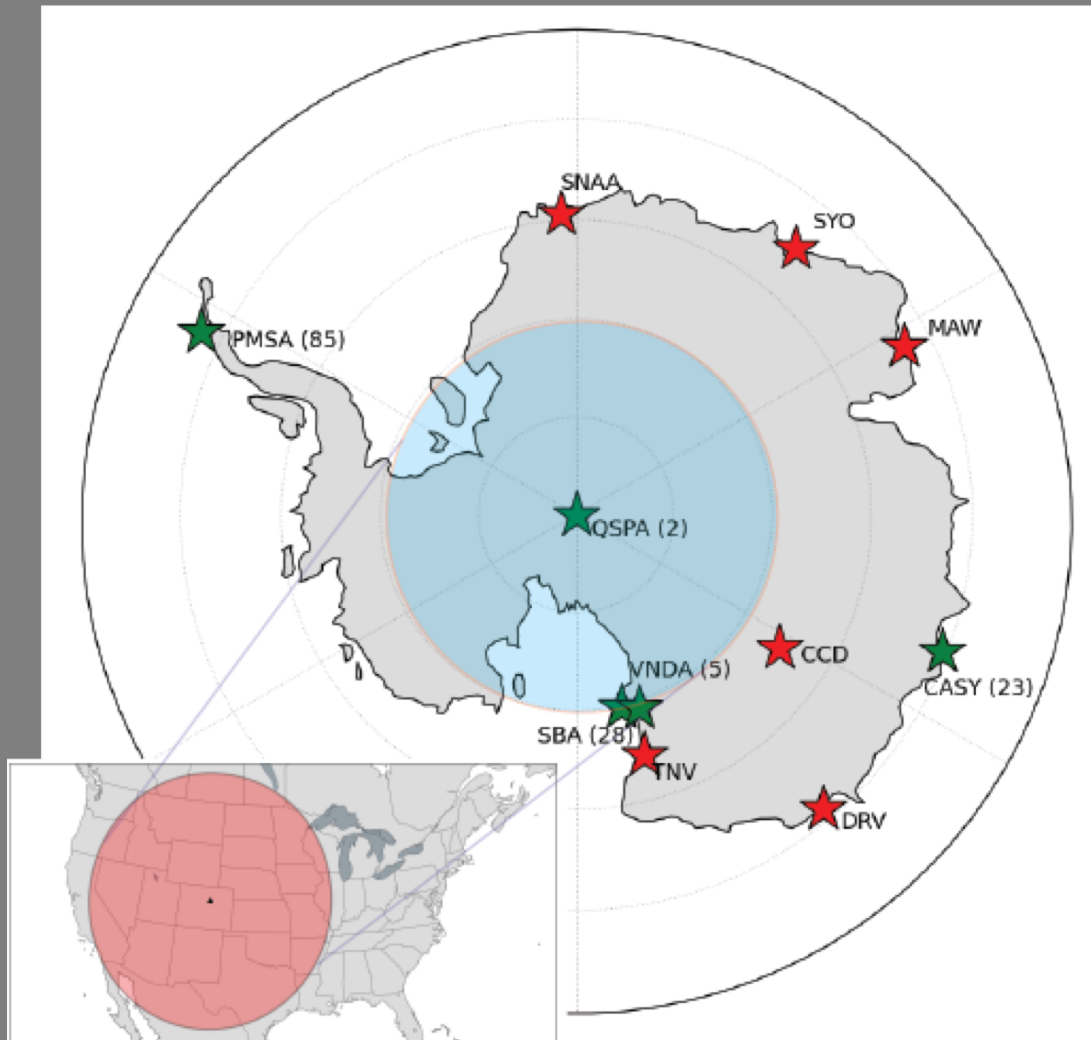 SNAA
SYO
MAW
PMSA (85)
QSPA (2)
CCD
VNDA (5)
CASY (23)
SBA (28)
TNV
DRV